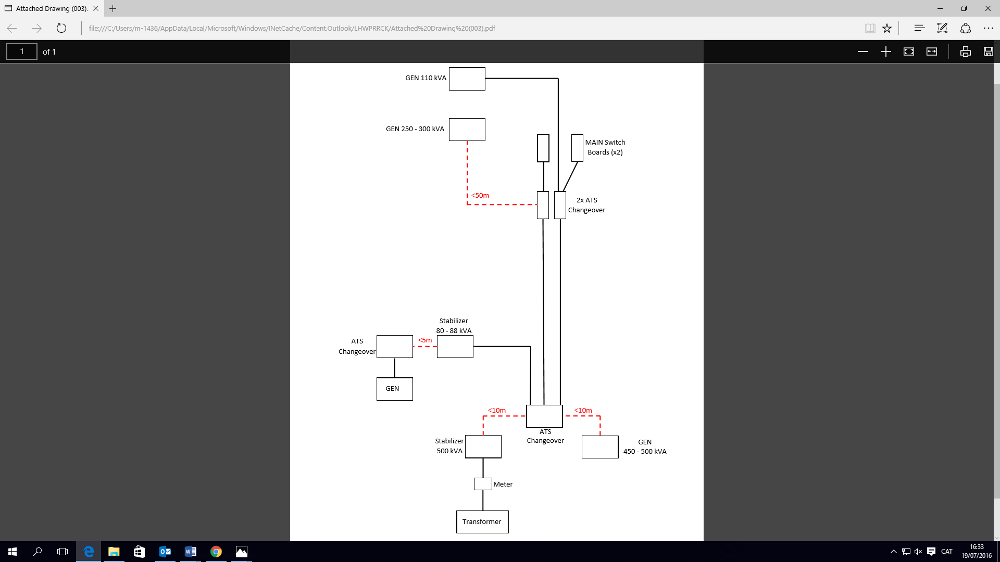 Attached Drawing (003).
file:///C:/Users/m-1436/AppData/Local/Microsoft/Windows/INetCache/Content.Outlook/LHWPRRCK/Attached%20Drawing%20(003).pdf
1 of 1
GEN 110 kVA
GEN 250 - 300 kVA
MAIN Switch
Boards (x2)
<50m
2x ATS
Changeover
Stabilizer
80 - 88 kVA
ATS
Changeover
<5m
GEN
<10m
<10m
ATS
Changeover
Stabilizer
500 kVA
GEN
450 - 500 kVA
Meter
Transformer
CAT
16:33
19/07/2016